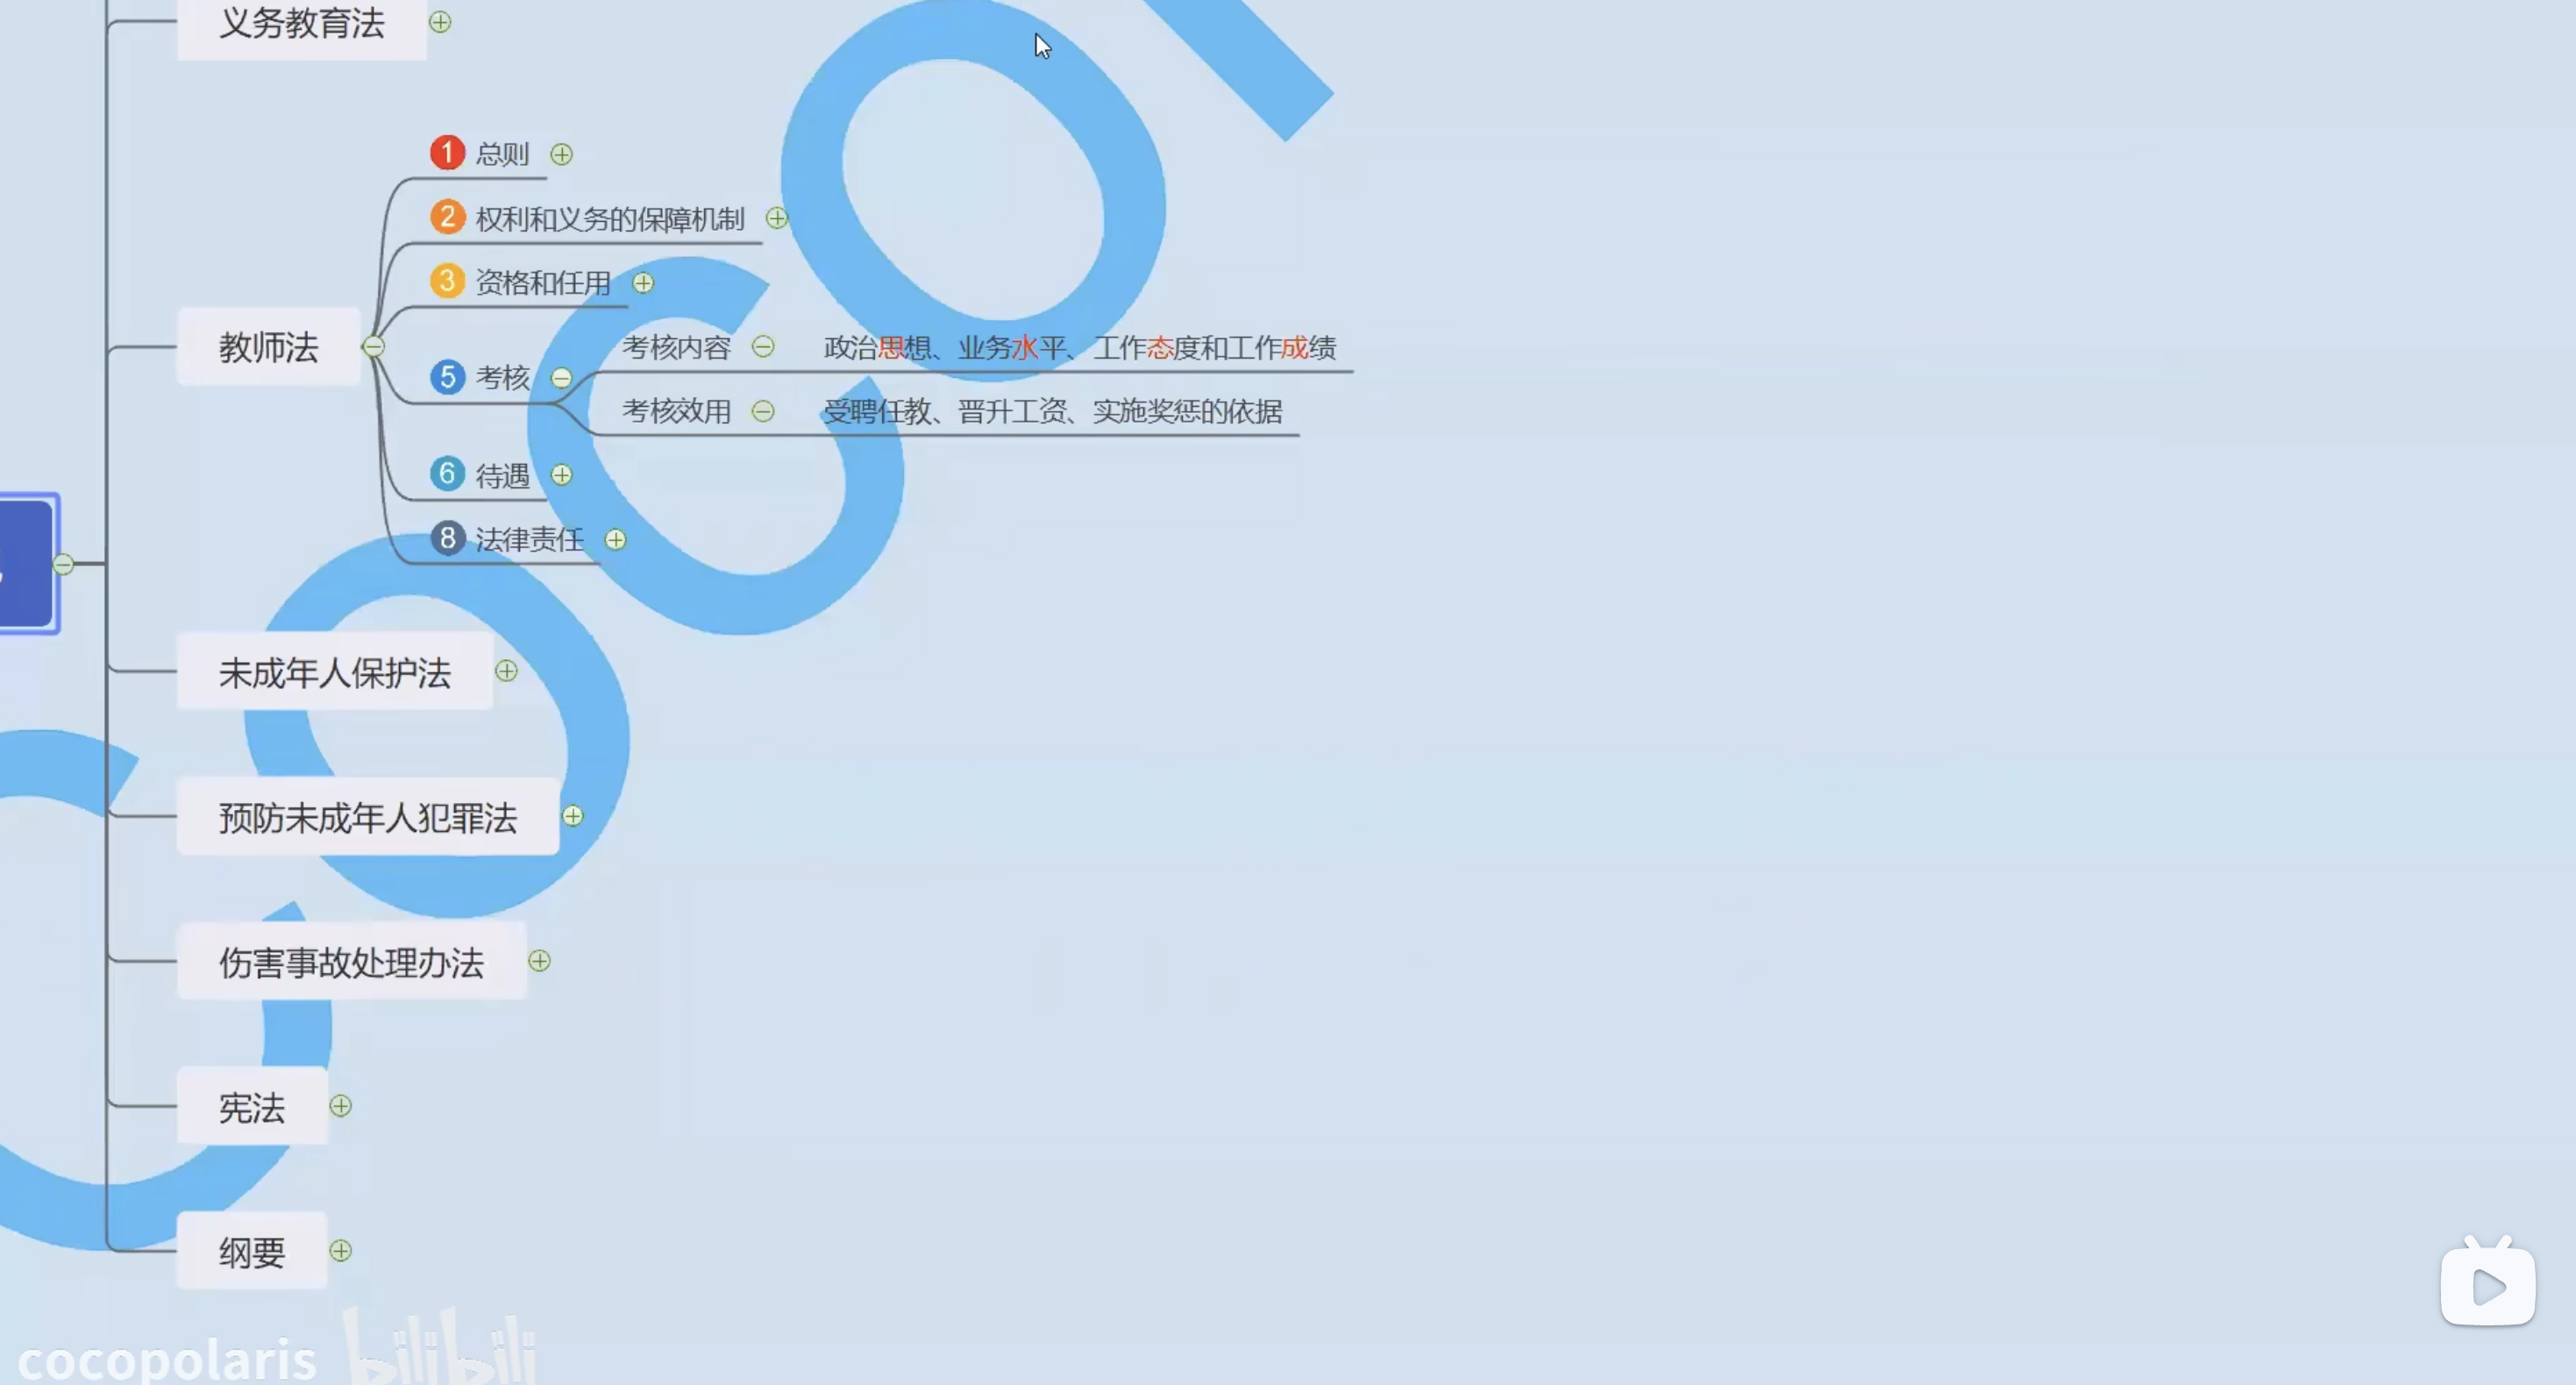 义务教育法
1 总则
2 权利和义务的保障机制
3 资格和任用
教师法
考核内容 政治思想、业务水平、工作态度和工作成绩
5 考核
考核效用 受聘任教、晋升工资、实施奖惩的依据
6 待遇
8 法律责任
未成年人保护法
预防未成年人犯罪法
伤害事故处理办法
宪法
纲要
cocopolaris bilibili